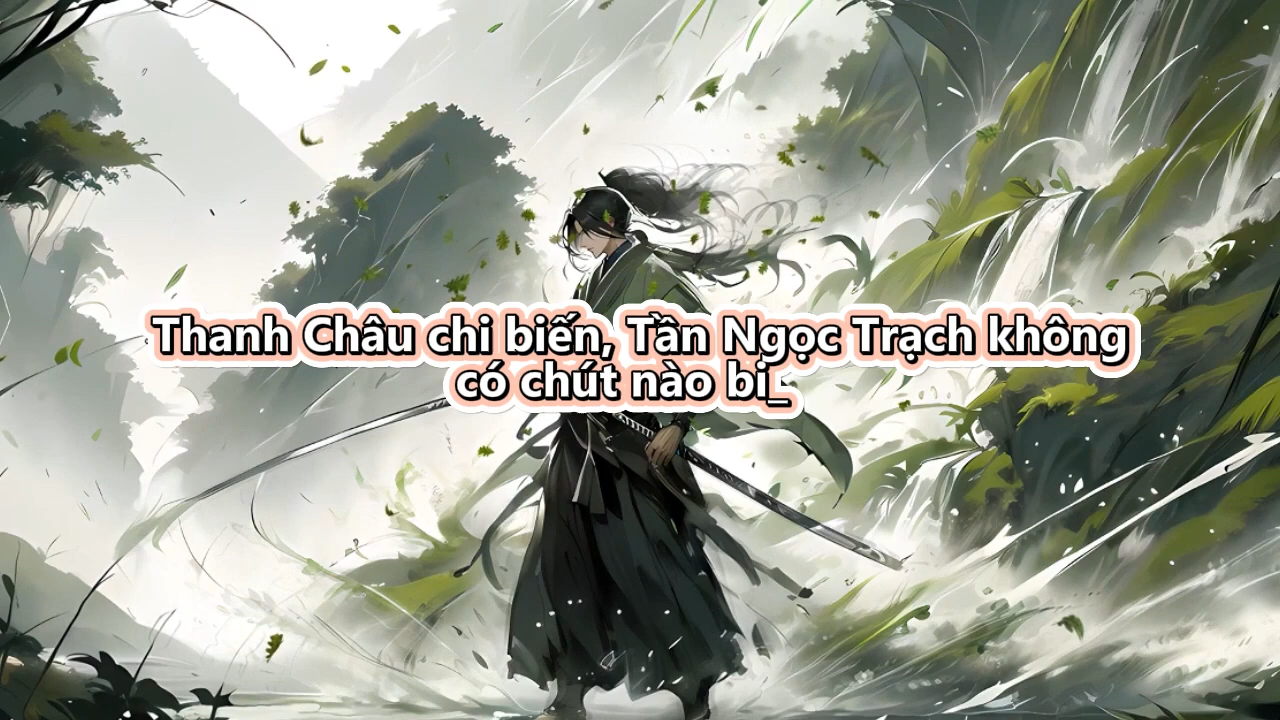 Thanh Châu chi biến, Tần Ngọc Trạch không
có chút nào bi_